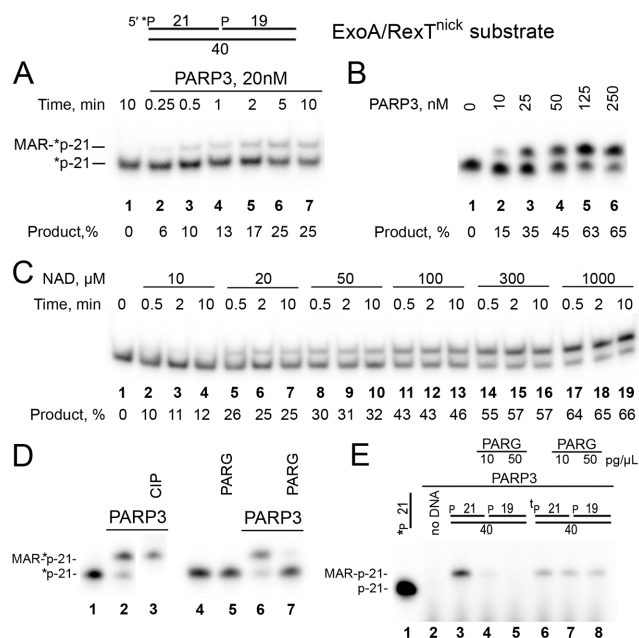 5' *P 21 P 19
40
ExoA/RexTnick substrate
A
PARP3, 20nM
Time, min 10 0.25 0.5 1 2 5 10
MAR-*p-21
*p-21
1 2 3 4 5 6 7
Product,% 0 6 10 13 17 25 25
B
PARP3, nM 0 10 25 50 125 250
1 2 3 4 5 6
Product, % 0 15 35 45 63 65
C
NAD, µM 10 20 50 100 300 1000
Time, min 0 0.5 2 10 0.5 2 10 0.5 2 10 0.5 2 10 0.5 2 10 0.5 2 10
1 2 3 4 5 6 7 8 9 10 11 12 13 14 15 16 17 18 19
Product, % 0 10 11 12 26 25 25 30 31 32 43 43 46 55 57 57 64 65 66
D
CIP PARG PARG
PARP3 PARP3
MAR-*p-21-
*p-21-
1 2 3 4 5 6 7
E
PARG PARG
10 50 10 50 pg/µL
PARP3
*P 21
no DNA
P 21 P 19 tP 21 P 19
40 40
MAR-p-21-
p-21-
1 2 3 4 5 6 7 8